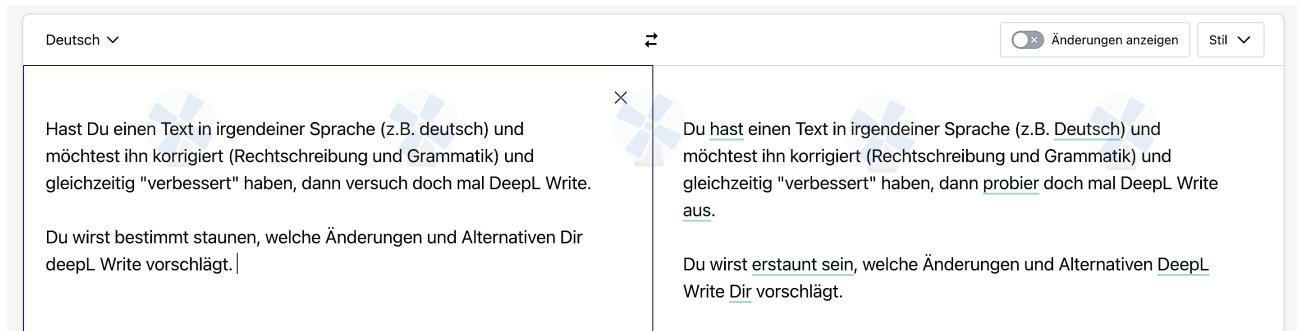 Deutsch
Änderungen anzeigen
Stil
Hast Du einen Text in irgendeiner Sprache (z.B. deutsch) und
möchtest ihn korrigiert (Rechtschreibung und Grammatik) und
gleichzeitig "verbessert" haben, dann versuch doch mal DeepL Write.
Du wirst bestimmt staunen, welche Änderungen und Alternativen Dir
deepL Write vorschlägt.
Du hast einen Text in irgendeiner Sprache (z.B. Deutsch) und
möchtest ihn korrigiert (Rechtschreibung und Grammatik) und
gleichzeitig "verbessert" haben, dann probier doch mal DeepL Write
aus.
Du wirst erstaunt sein, welche Änderungen und Alternativen DeepL
Write Dir vorschlägt.